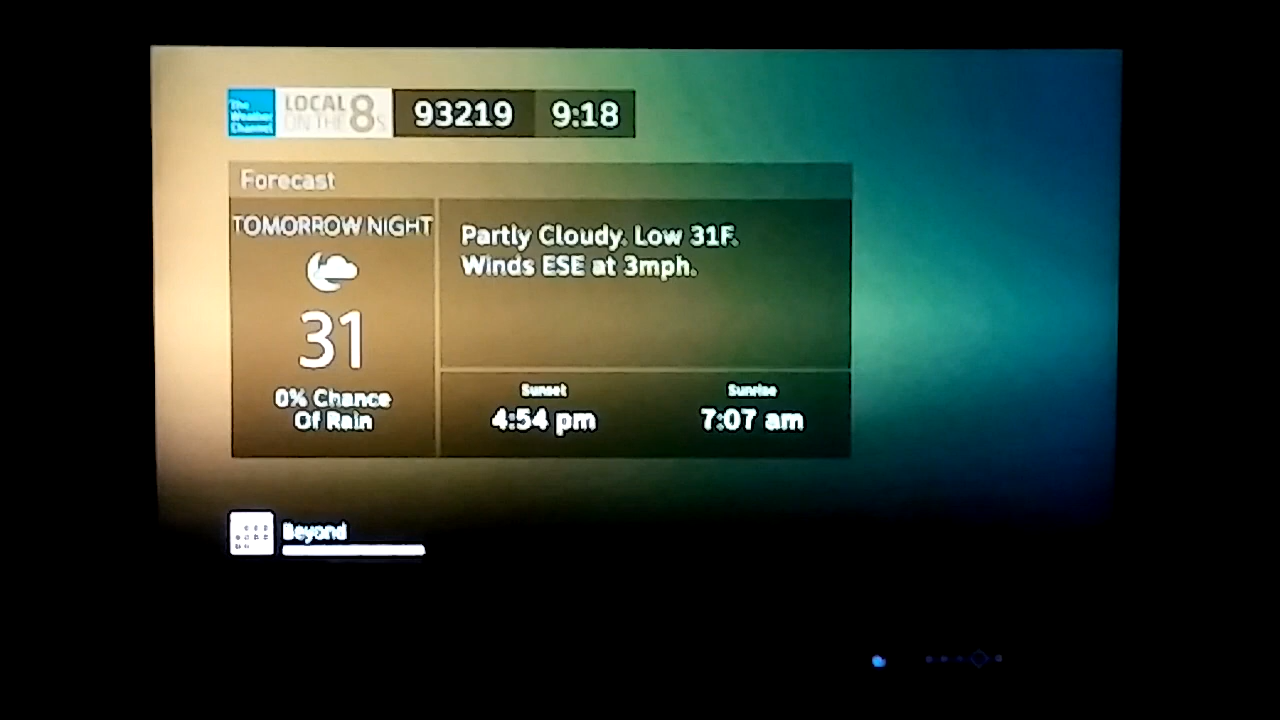 The
Weather
Channel
LOCAL
ON THE 8s
93219 9:18
Forecast
TOMORROW NIGHT
31
0% Chance
Of Rain
Partly Cloudy. Low 31F.
Winds ESE at 3mph.
Sunset Sunrise
4:54 pm 7:07 am
Beyond